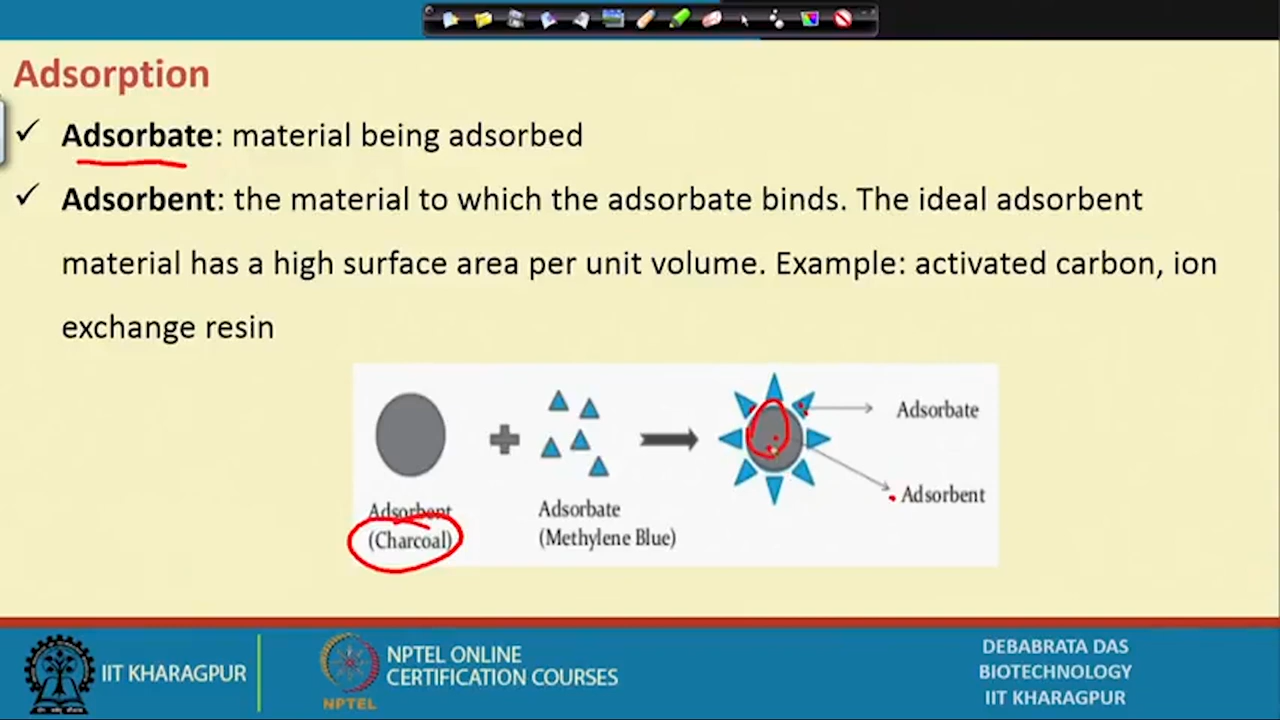 Adsorption
✓ Adsorbate: material being adsorbed
✓ Adsorbent: the material to which the adsorbate binds. The ideal adsorbent
material has a high surface area per unit volume. Example: activated carbon, ion
exchange resin
Adsorbate
Adsorbent
Adsorbent
(Charcoal)
Adsorbate
(Methylene Blue)
IIT KHARAGPUR
NPTEL
NPTEL ONLINE
CERTIFICATION COURSES
DEBABRATA DAS
BIOTECHNOLOGY
IIT KHARAGPUR